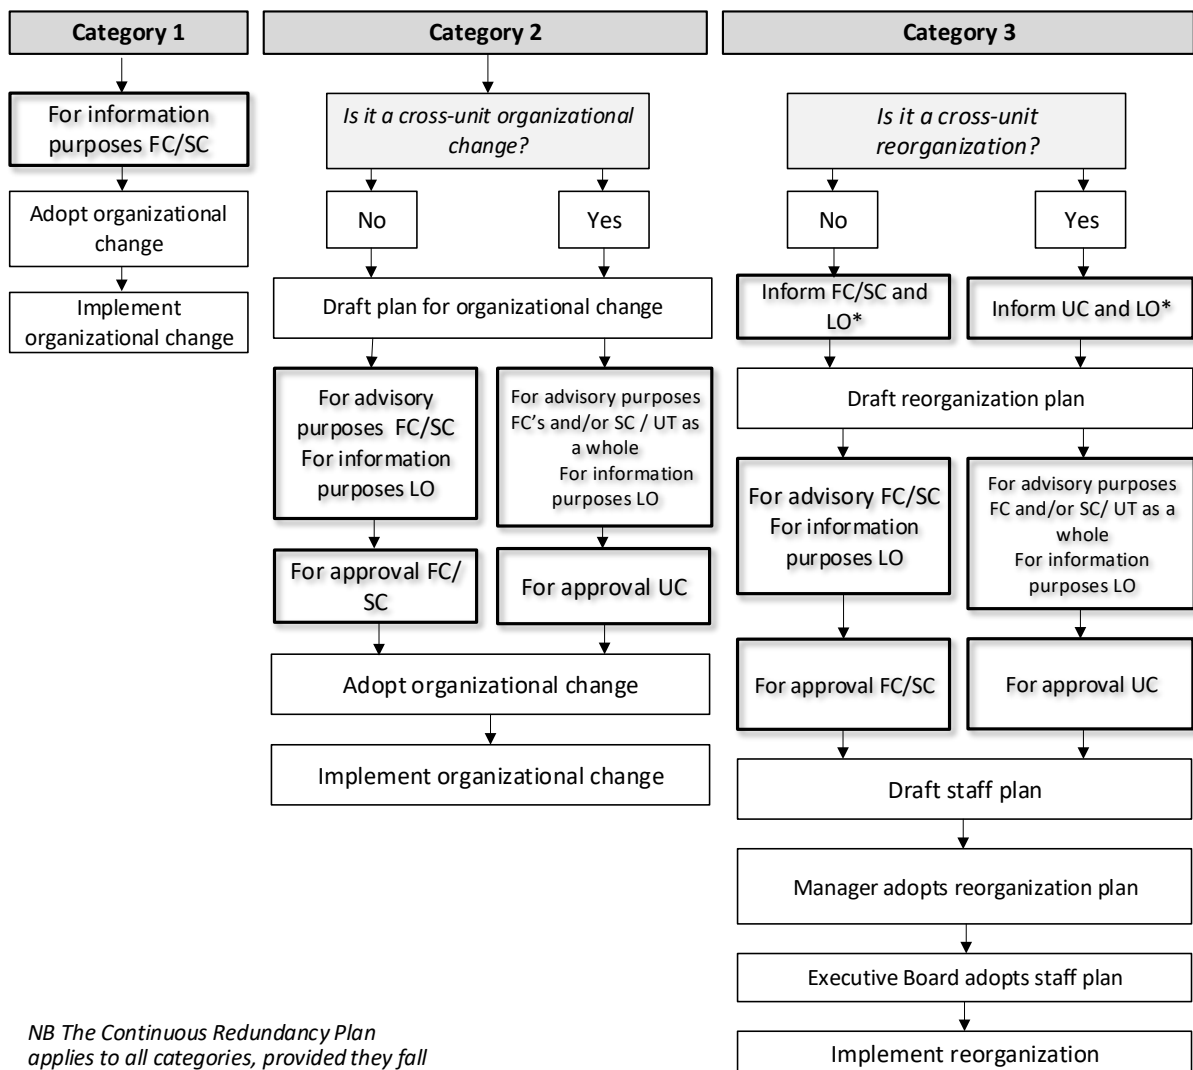 Category 1
For information
purposes FC/SC
Adopt organizational
change
Implement
organizational change
Category 2
Is it a cross-unit organizational
change?
No
Yes
Draft plan for organizational change
For advisory
purposes FC/SC
For information
purposes LO
For advisory purposes
FC's and/or SC / UT as
a whole
For information
purposes LO
For approval FC/
SC
For approval UC
Adopt organizational change
Implement organizational change
Category 3
Is it a cross-unit
reorganization?
No
Yes
Inform FC/SC and
LO*
Inform UC and LO*
Draft reorganization plan
For advisory FC/SC
For information
purposes LO
For advisory purposes
FC and/or SC/ UT as a
whole
For information
purposes LO
For approval FC/SC
For approval UC
Draft staff plan
Manager adopts reorganization plan
Executive Board adopts staff plan
Implement reorganization
NB The Continuous Redundancy Plan
applies to all categories, provided they fall